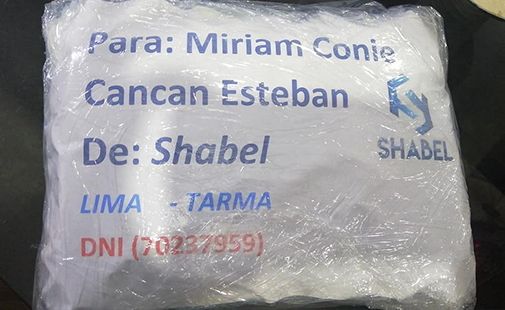 Para: Miriam Conie
Cancan Esteban
De: Shabel
SHABEL
LIMA - TARMA
DNI (70237959)